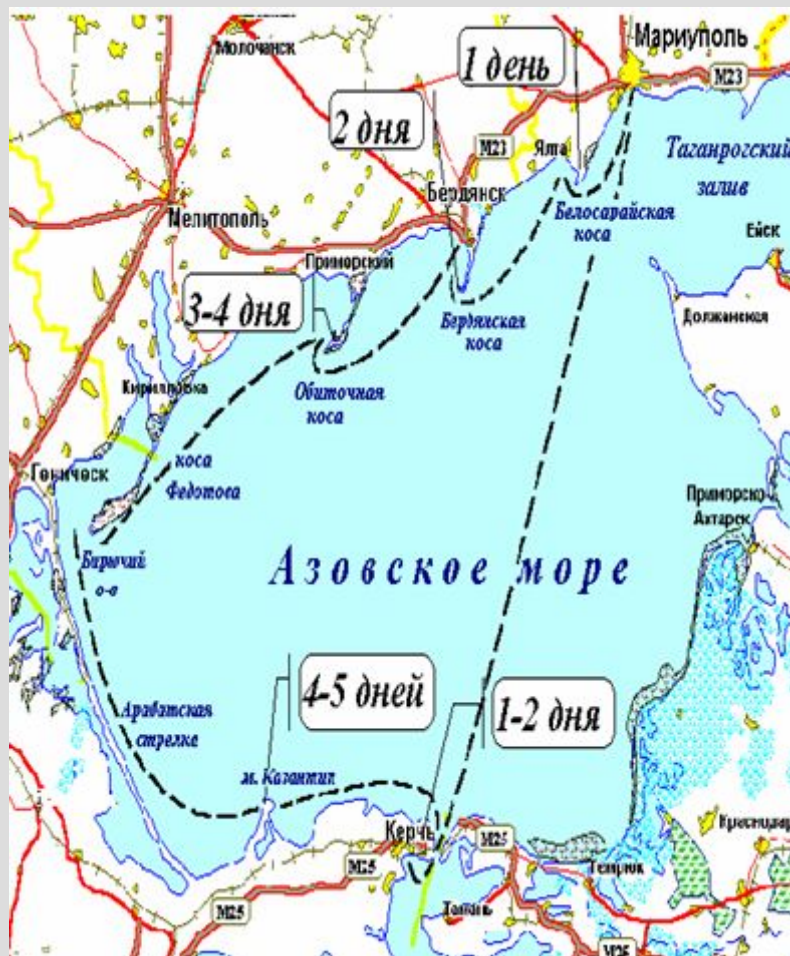 Молочанск
1 день
Мариуполь
M23
2 дня
M23
Ялта
Таганрогский
залив
Бердянск
Мелитополь
Белосарайская
коса
Ейск
Приморский
3-4 дня
Должанская
Бердянская
коса
Кирилловка
Обиточная
коса
коса
Федотова
Геническ
Приморско
Ахтарск
Бирючий
о-в
Азовское море
4-5 дней
1-2 дня
Арабатская
стрелка
м. Казантип
Керчь
M25
Краснодар
M25
Темрюк
M25
Тамань
M25